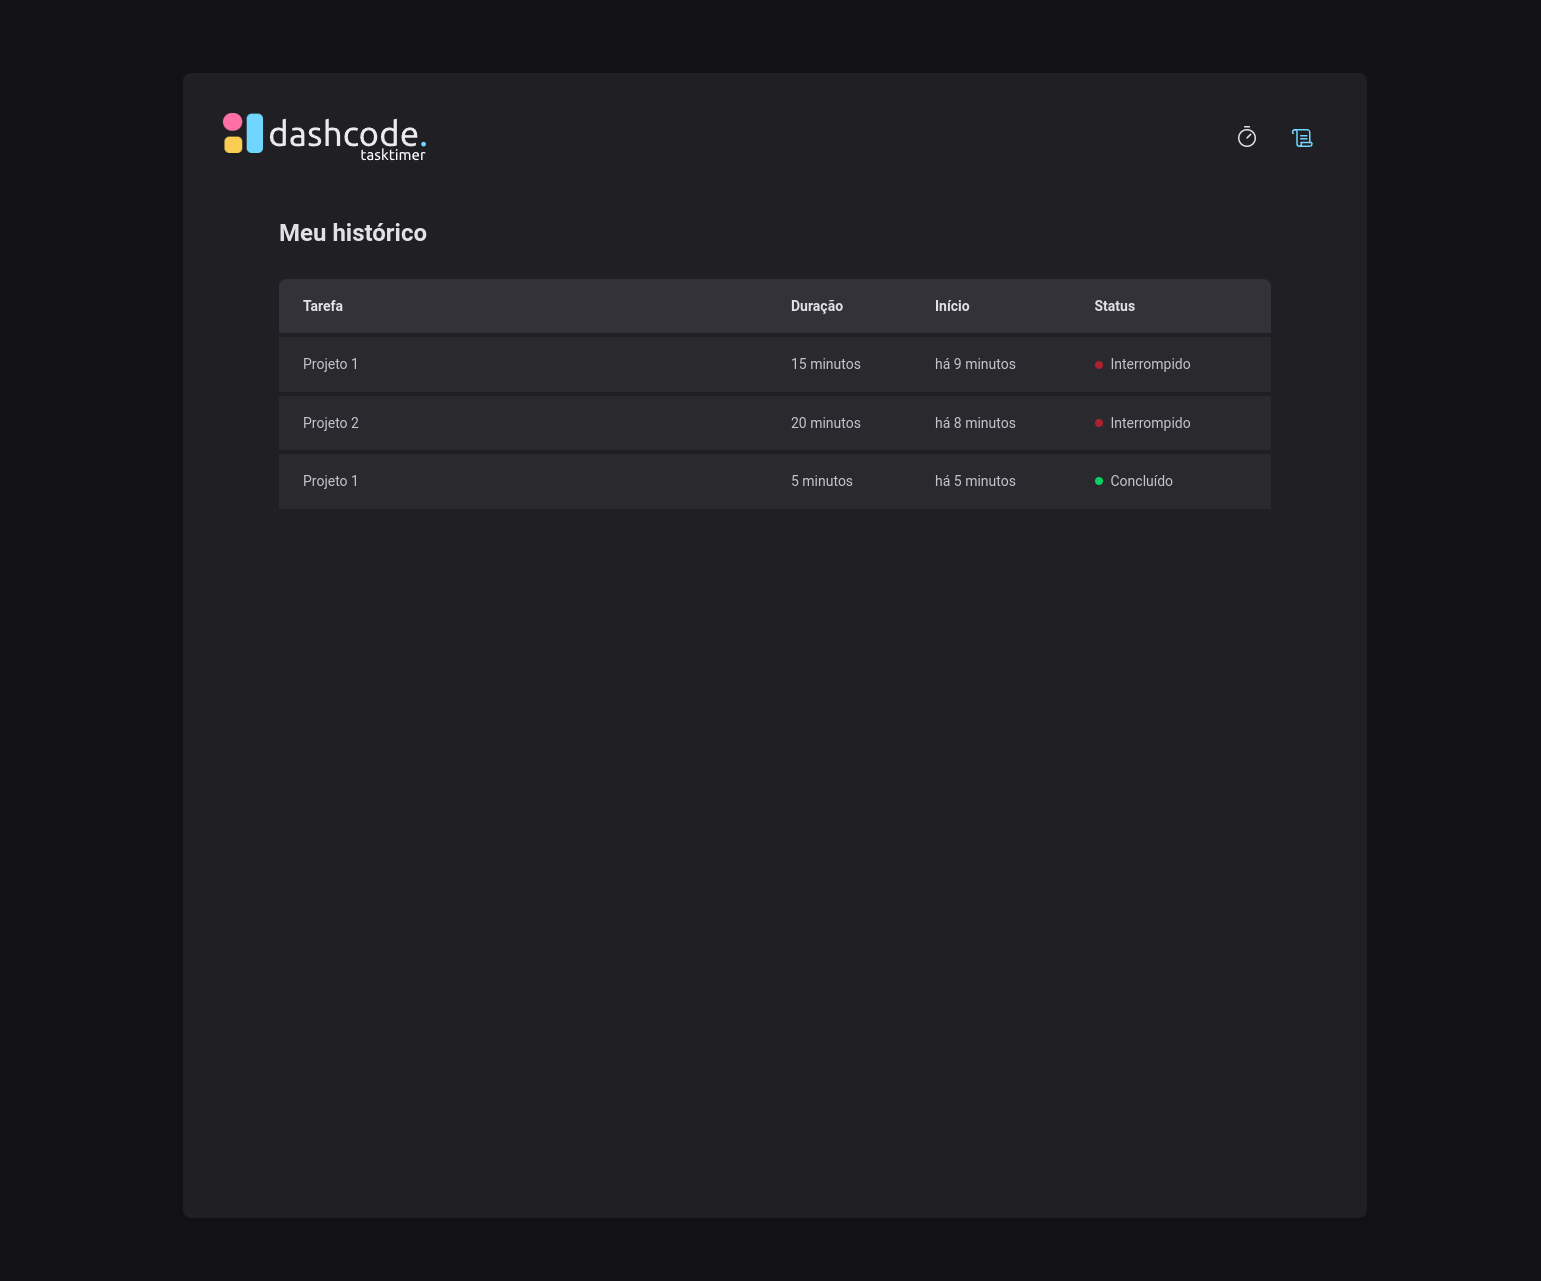 dashcode.
tasktimer
Meu histórico
Tarefa Duração Início Status
Projeto 1 15 minutos há 9 minutos Interrompido
Projeto 2 20 minutos há 8 minutos Interrompido
Projeto 1 5 minutos há 5 minutos Concluído